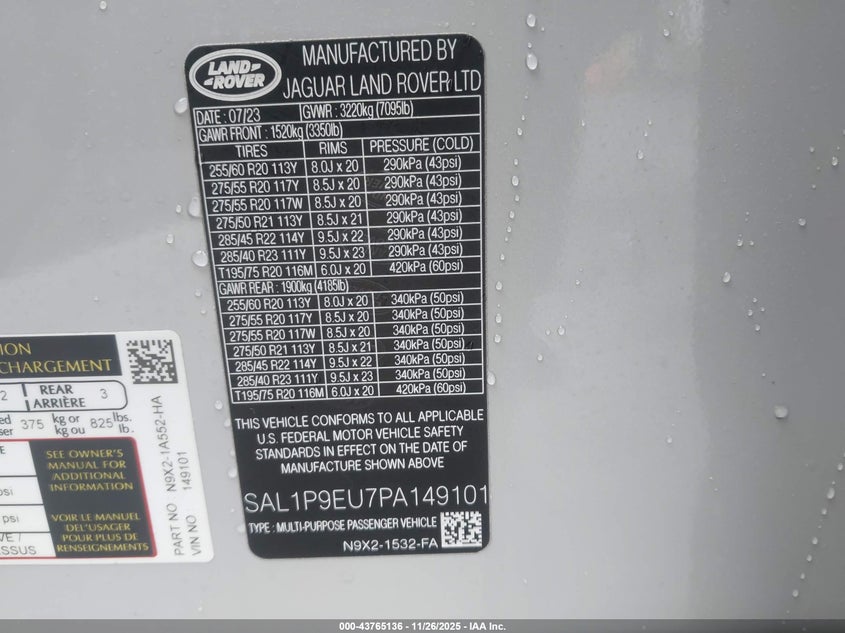 LAND-
-ROVER
MANUFACTURED BY
JAGUAR LAND ROVER LTD
DATE : 07/23 GVWR : 3220kg (7095lb)
GAWR FRONT : 1520kg (3350lb)
TIRES RIMS PRESSURE (COLD)
255/60 R20 113Y 8.0J x 20 290kPa (43psi)
275/55 R20 117Y 8.5J x 20 290kPa (43psi)
275/55 R20 117W 8.5J x 20 290kPa (43psi)
275/50 R21 113Y 8.5J x 21 290kPa (43psi)
285/45 R22 114Y 9.5J x 22 290kPa (43psi)
285/40 R23 111Y 9.5J x 23 290kPa (43psi)
T195/75 R20 116M 6.0J x 20 420kPa (60psi)
GAWR REAR : 1900kg (4185lb)
255/60 R20 113Y 8.0J x 20 340kPa (50psi)
275/55 R20 117Y 8.5J x 20 340kPa (50psi)
275/55 R20 117W 8.5J x 20 340kPa (50psi)
275/50 R21 113Y 8.5J x 21 340kPa (50psi)
285/45 R22 114Y 9.5J x 22 340kPa (50psi)
285/40 R23 111Y 9.5J x 23 340kPa (50psi)
T195/75 R20 116M 6.0J x 20 420kPa (60psi)
THIS VEHICLE CONFORMS TO ALL APPLICABLE
U.S. FEDERAL MOTOR VEHICLE SAFETY
STANDARDS IN EFFECT ON THE DATE OF
MANUFACTURE SHOWN ABOVE
SAL1P9EU7PA149101
TYPE : MULTI-PURPOSE PASSENGER VEHICLE
N9X2-1532-FA
ION
CHARGEMENT
2 REAR 3
ARRIÈRE
ed 375 kg or 825 lbs.
ser kg ou lb.
E
SEE OWNER'S
MANUAL FOR
ADDITIONAL
INFORMATION
psi
psi
VOIR LE MANUEL
DEL'USAGER
POUR PLUS DE
RENSEIGNEMENTS
VE /
ESSUS
PART NO N9X2-1A552-HA
VIN NO 149101
000-43765136 - 11/26/2025 - IAA Inc.